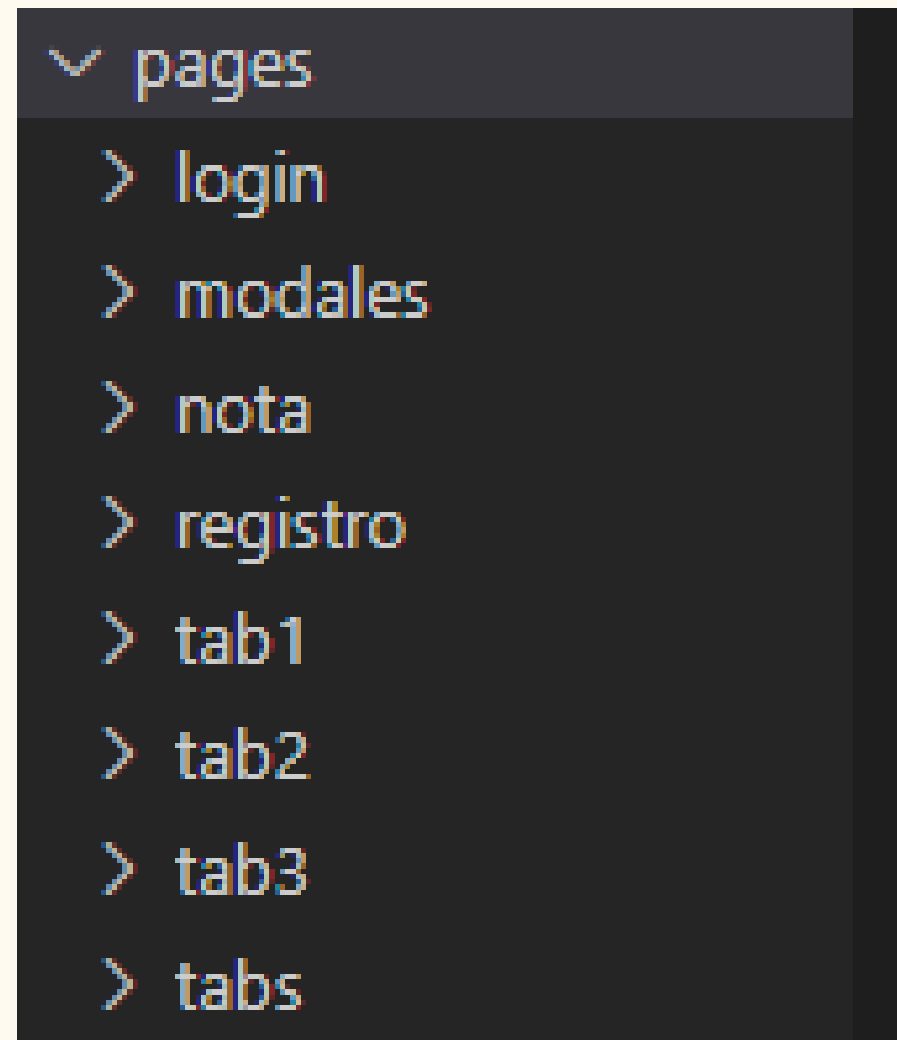 pages
login
modales
nota
registro
tab1
tab2
tab3
tabs